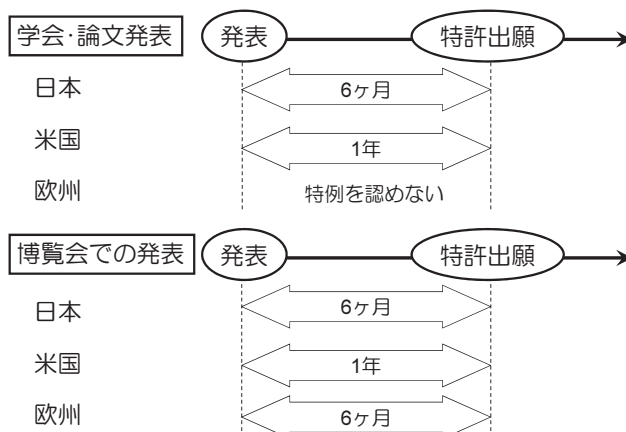 学会・論文発表 発表 特許出願
日本 6ヶ月
米国 1年
欧州 特例を認めない
博覧会での発表 発表 特許出願
日本 6ヶ月
米国 1年
欧州 6ヶ月